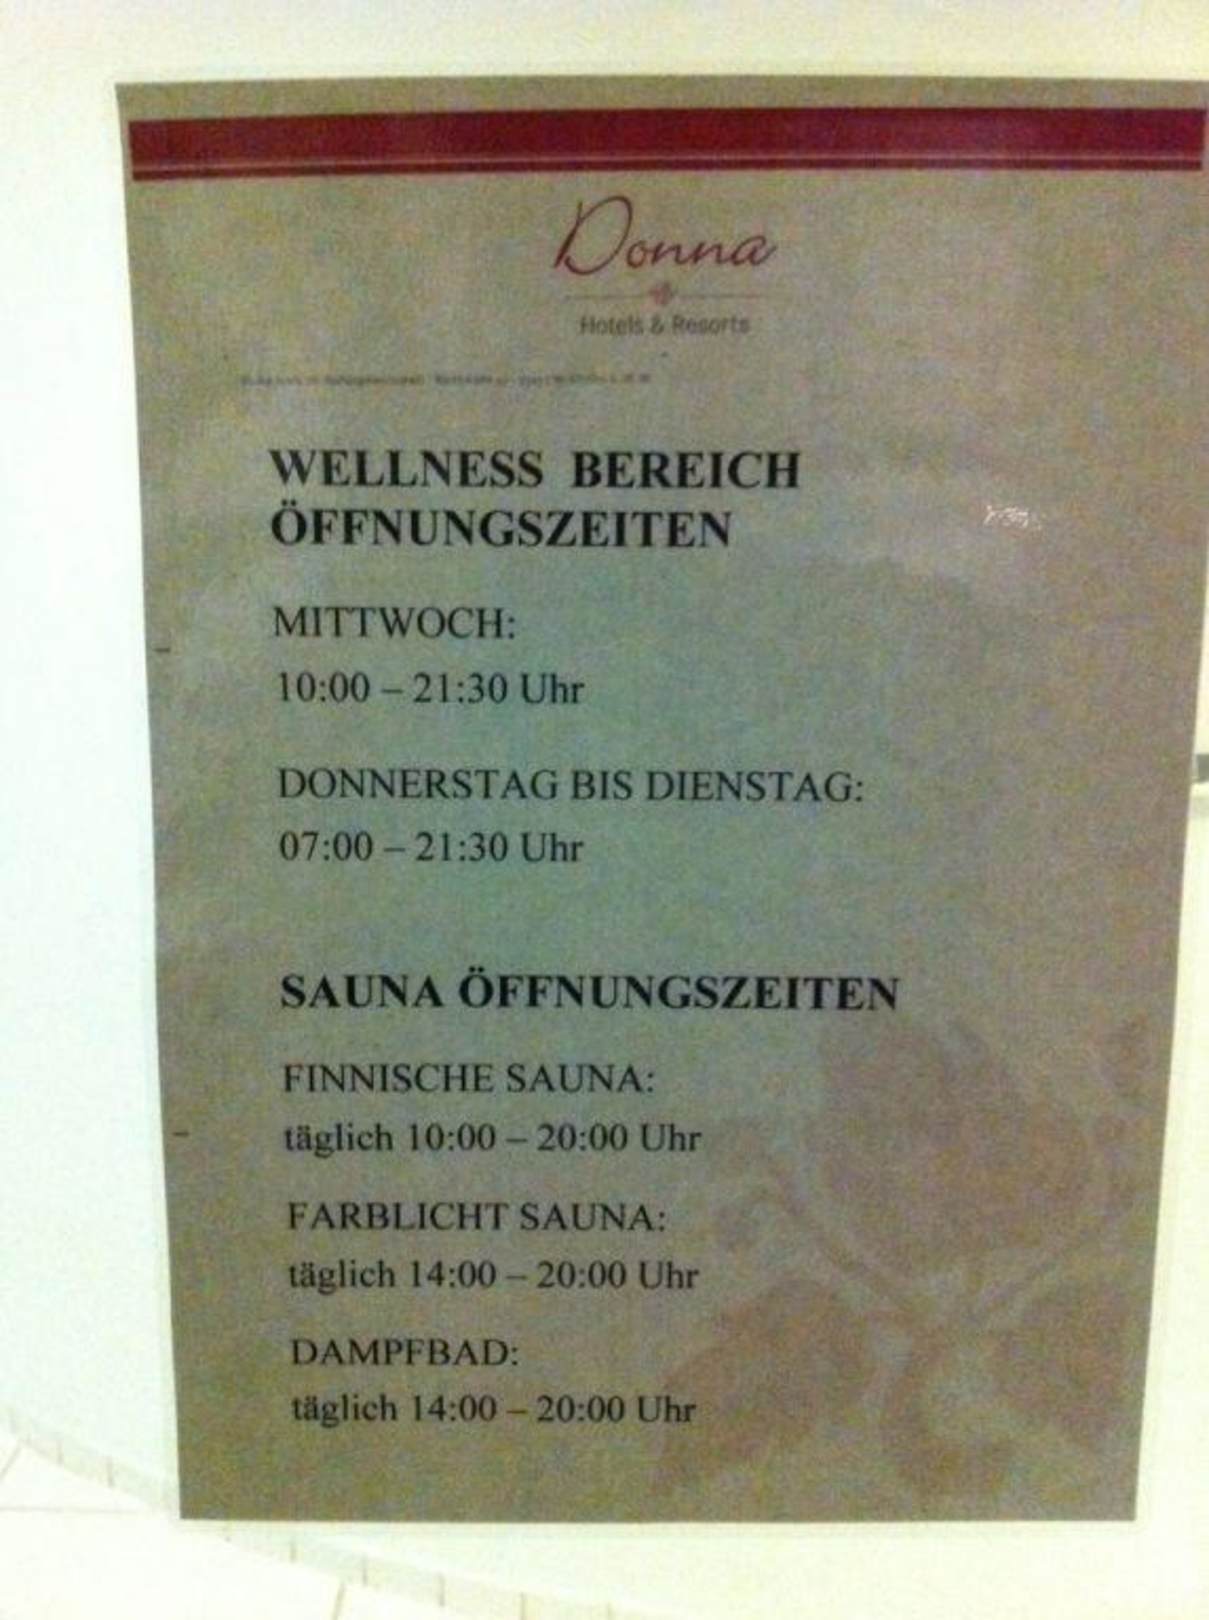 Donna
Hotels & Resorts
WELLNESS BEREICH
ÖFFNUNGSZEITEN
MITTWOCH:
10:00 – 21:30 Uhr
DONNERSTAG BIS DIENSTAG:
07:00 – 21:30 Uhr
SAUNA ÖFFNUNGSZEITEN
FINNISCHE SAUNA:
täglich 10:00 – 20:00 Uhr
FARBLICHT SAUNA:
täglich 14:00 – 20:00 Uhr
DAMPFBAD:
täglich 14:00 – 20:00 Uhr